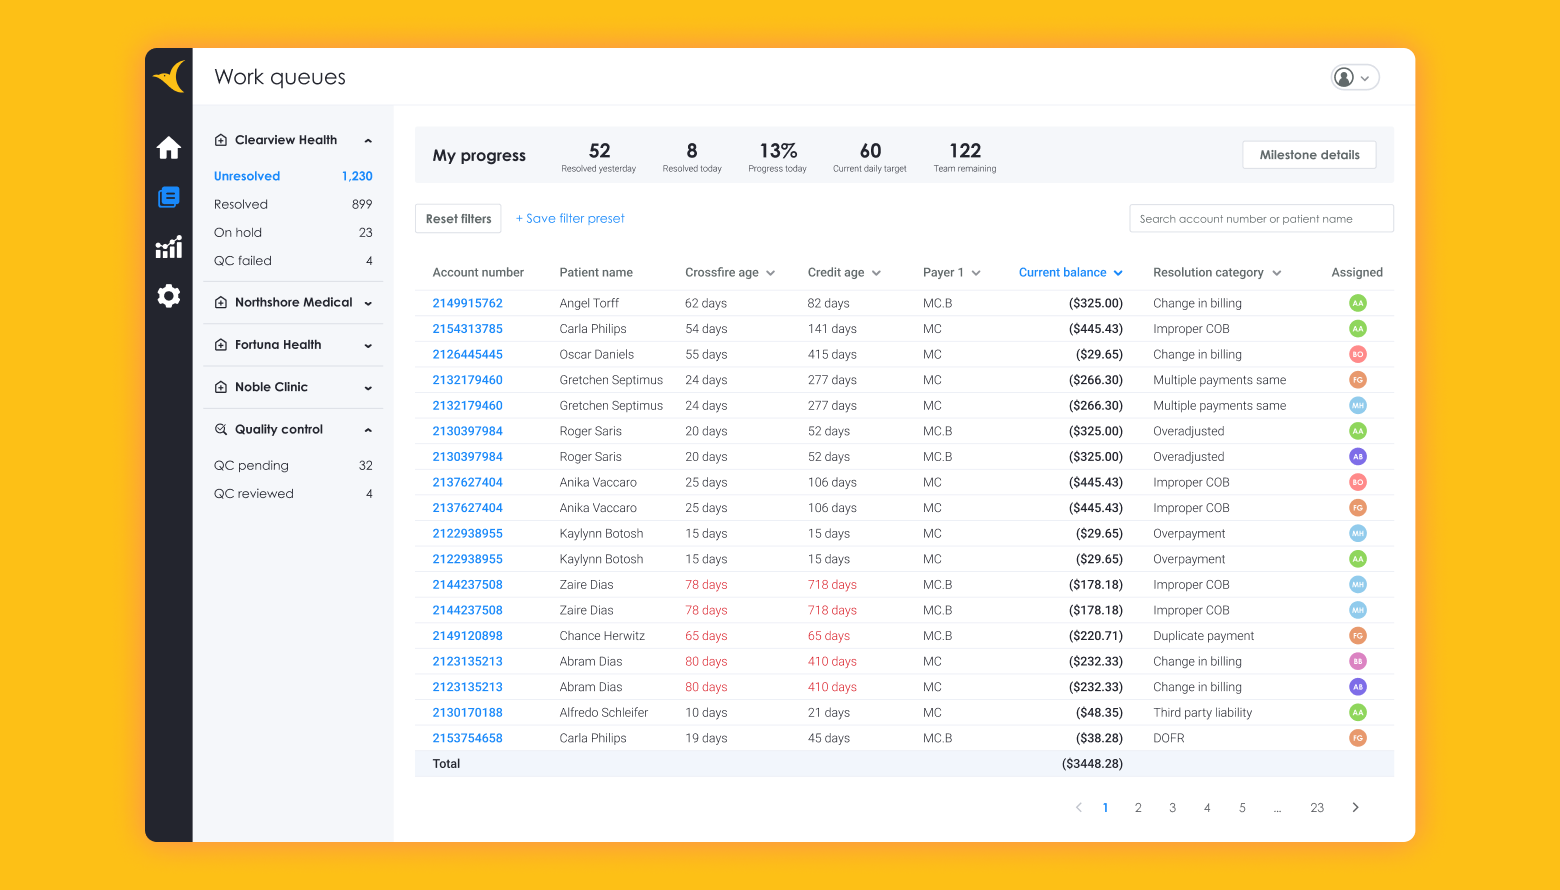 Work queues
Clearview Health
Unresolved 1,230
Resolved 899
On hold 23
QC failed 4
Northshore Medical
Fortuna Health
Noble Clinic
Quality control
QC pending 32
QC reviewed 4
My progress
52 8 13% 60 122
Resolved yesterday Resolved today Progress today Current daily target Team remaining
Milestone details
Reset filters + Save filter preset Search account number or patient name
Account number Patient name Crossfire age Credit age Payer 1 Current balance Resolution category Assigned
2149915762 Angel Torff 62 days 82 days MC.B ($325.00) Change in billing AA
2154313785 Carla Philips 54 days 141 days MC ($445.43) Improper COB AA
2126445445 Oscar Daniels 55 days 415 days MC ($29.65) Change in billing BO
2132179460 Gretchen Septimus 24 days 277 days MC ($266.30) Multiple payments same FG
2132179460 Gretchen Septimus 24 days 277 days MC ($266.30) Multiple payments same MH
2130397984 Roger Saris 20 days 52 days MC.B ($325.00) Overadjusted AA
2130397984 Roger Saris 20 days 52 days MC.B ($325.00) Overadjusted AB
2137627404 Anika Vaccaro 25 days 106 days MC ($445.43) Improper COB BO
2137627404 Anika Vaccaro 25 days 106 days MC ($445.43) Improper COB FG
2122938955 Kaylynn Botosh 15 days 15 days MC ($29.65) Overpayment MH
2122938955 Kaylynn Botosh 15 days 15 days MC ($29.65) Overpayment AA
2144237508 Zaire Dias 78 days 718 days MC.B ($178.18) Improper COB MH
2144237508 Zaire Dias 78 days 718 days MC.B ($178.18) Improper COB MH
2149120898 Chance Herwitz 65 days 65 days MC.B ($220.71) Duplicate payment FG
2123135213 Abram Dias 80 days 410 days MC ($232.33) Change in billing BB
2123135213 Abram Dias 80 days 410 days MC ($232.33) Change in billing AB
2130170188 Alfredo Schleifer 10 days 21 days MC ($48.35) Third party liability AA
2153754658 Carla Philips 19 days 45 days MC.B ($38.28) DOFR FG
Total ($3448.28)
1 2 3 4 5 ... 23